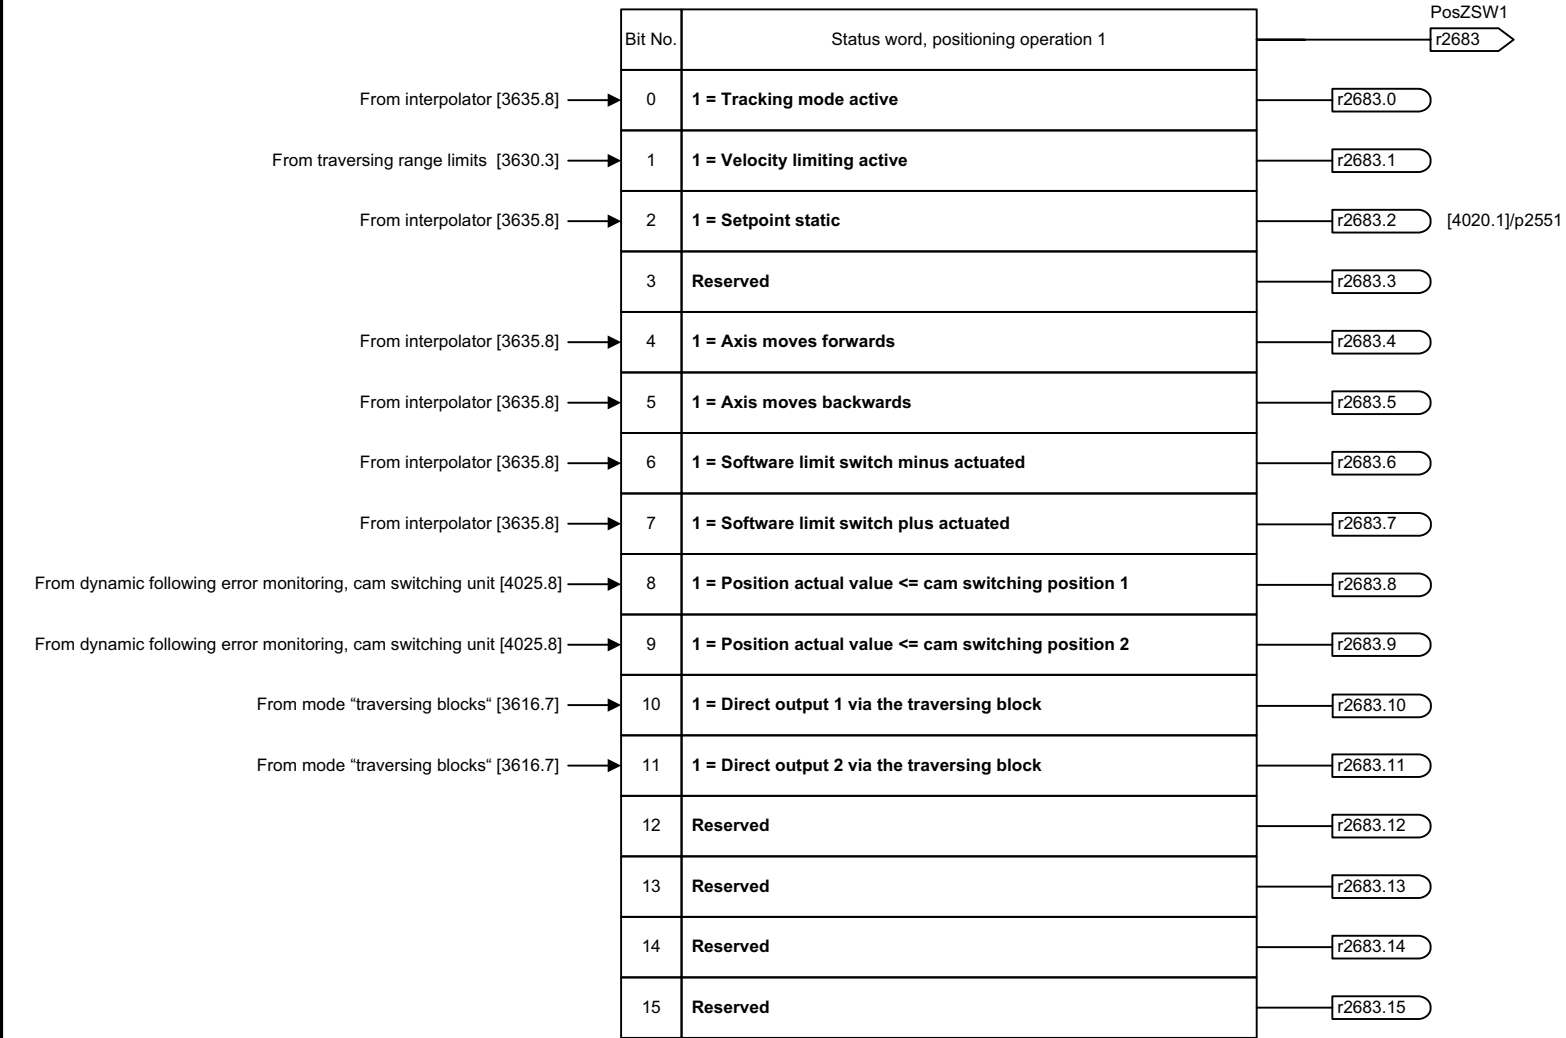 PosZSW1
Bit No. Status word, positioning operation 1 r2683
From interpolator [3635.8] 0 1 = Tracking mode active r2683.0
From traversing range limits [3630.3] 1 1 = Velocity limiting active r2683.1
From interpolator [3635.8] 2 1 = Setpoint static r2683.2 [4020.1]/p2551
3 Reserved r2683.3
From interpolator [3635.8] 4 1 = Axis moves forwards r2683.4
From interpolator [3635.8] 5 1 = Axis moves backwards r2683.5
From interpolator [3635.8] 6 1 = Software limit switch minus actuated r2683.6
From interpolator [3635.8] 7 1 = Software limit switch plus actuated r2683.7
From dynamic following error monitoring, cam switching unit [4025.8] 8 1 = Position actual value <= cam switching position 1 r2683.8
From dynamic following error monitoring, cam switching unit [4025.8] 9 1 = Position actual value <= cam switching position 2 r2683.9
From mode “traversing blocks“ [3616.7] 10 1 = Direct output 1 via the traversing block r2683.10
From mode “traversing blocks“ [3616.7] 11 1 = Direct output 2 via the traversing block r2683.11
12 Reserved r2683.12
13 Reserved r2683.13
14 Reserved r2683.14
15 Reserved r2683.15